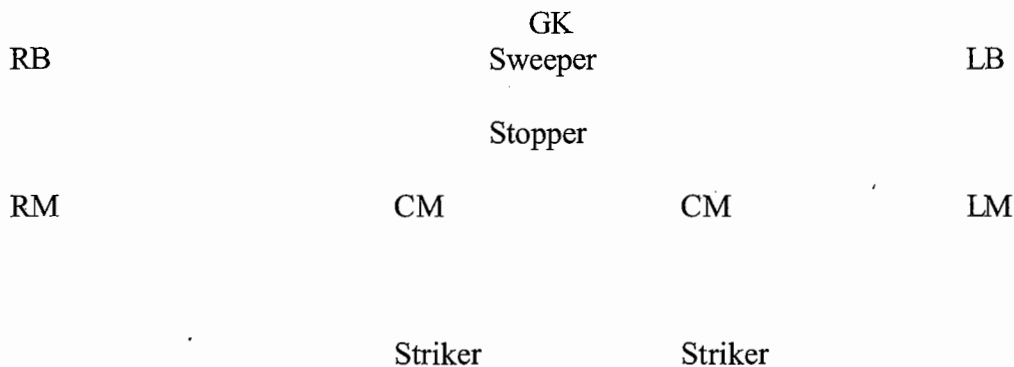 GK
RB Sweeper LB
Stopper
RM CM CM LM
Striker Striker